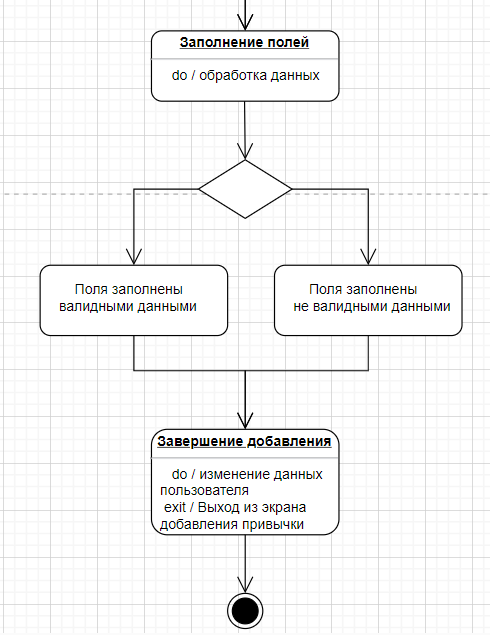 Заполнение полей
do / обработка данных
Поля заполнены
валидными данными
Поля заполнены
не валидными данными
Завершение добавления
do / изменение данных
пользователя
exit / Выход из экрана
добавления привычки